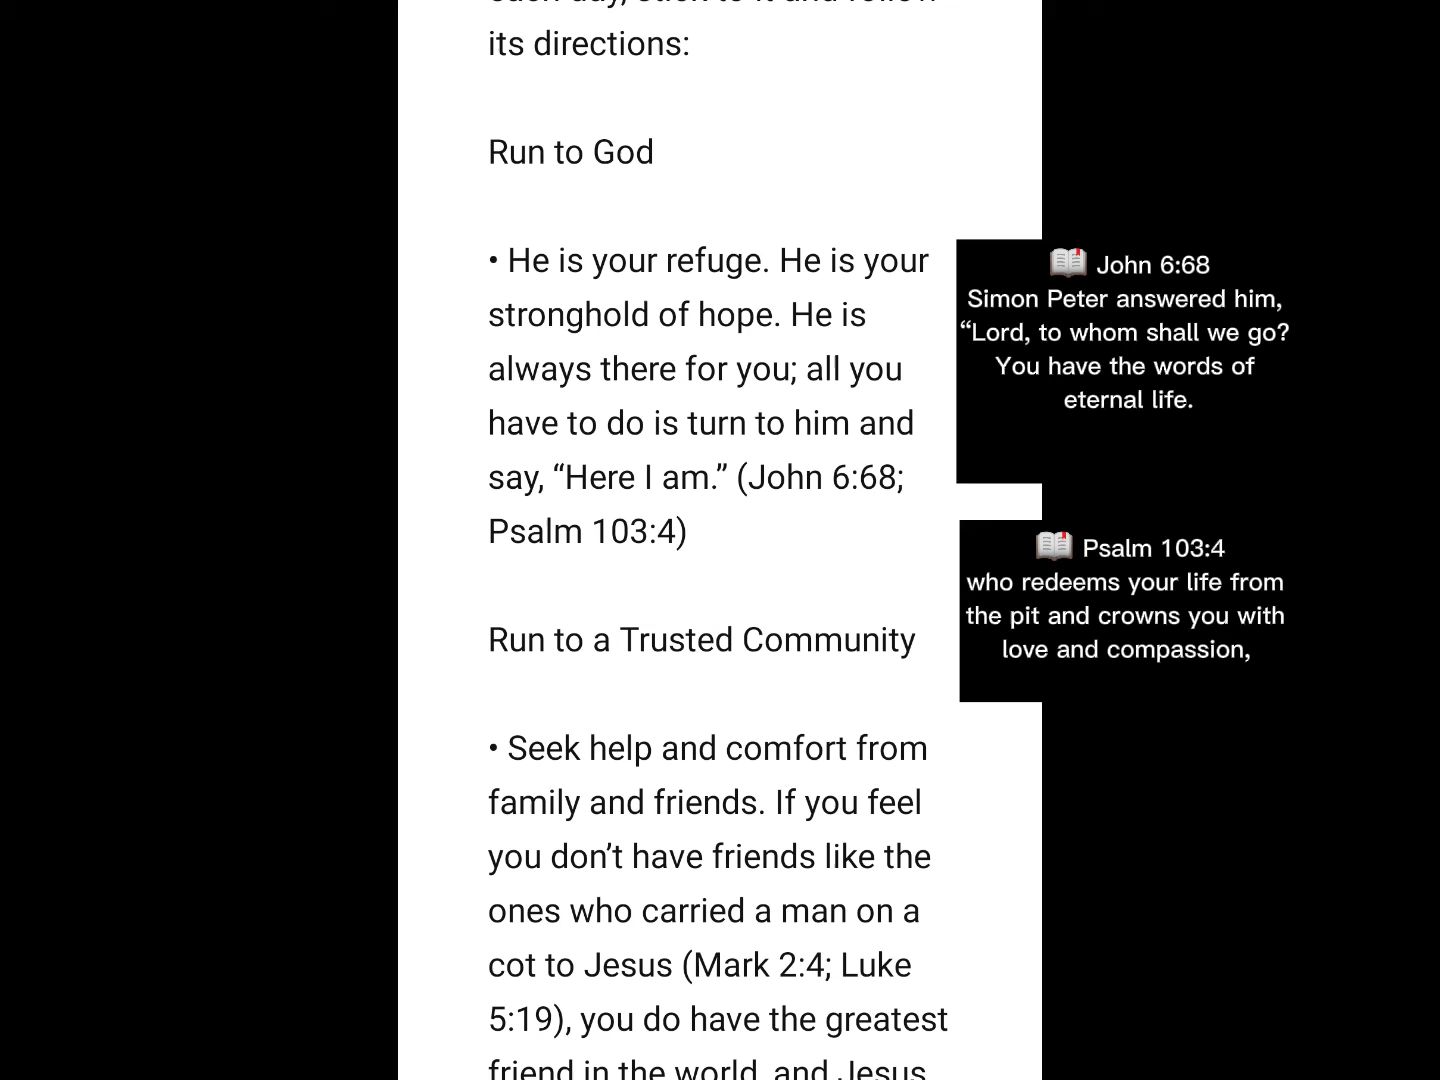 its directions:
Run to God
• He is your refuge. He is your
stronghold of hope. He is
always there for you; all you
have to do is turn to him and
say, “Here I am.” (John 6:68;
Psalm 103:4)
Run to a Trusted Community
• Seek help and comfort from
family and friends. If you feel
you don’t have friends like the
ones who carried a man on a
cot to Jesus (Mark 2:4; Luke
5:19), you do have the greatest
friend in the world, and Jesus
John 6:68
Simon Peter answered him,
“Lord, to whom shall we go?
You have the words of
eternal life.
Psalm 103:4
who redeems your life from
the pit and crowns you with
love and compassion,